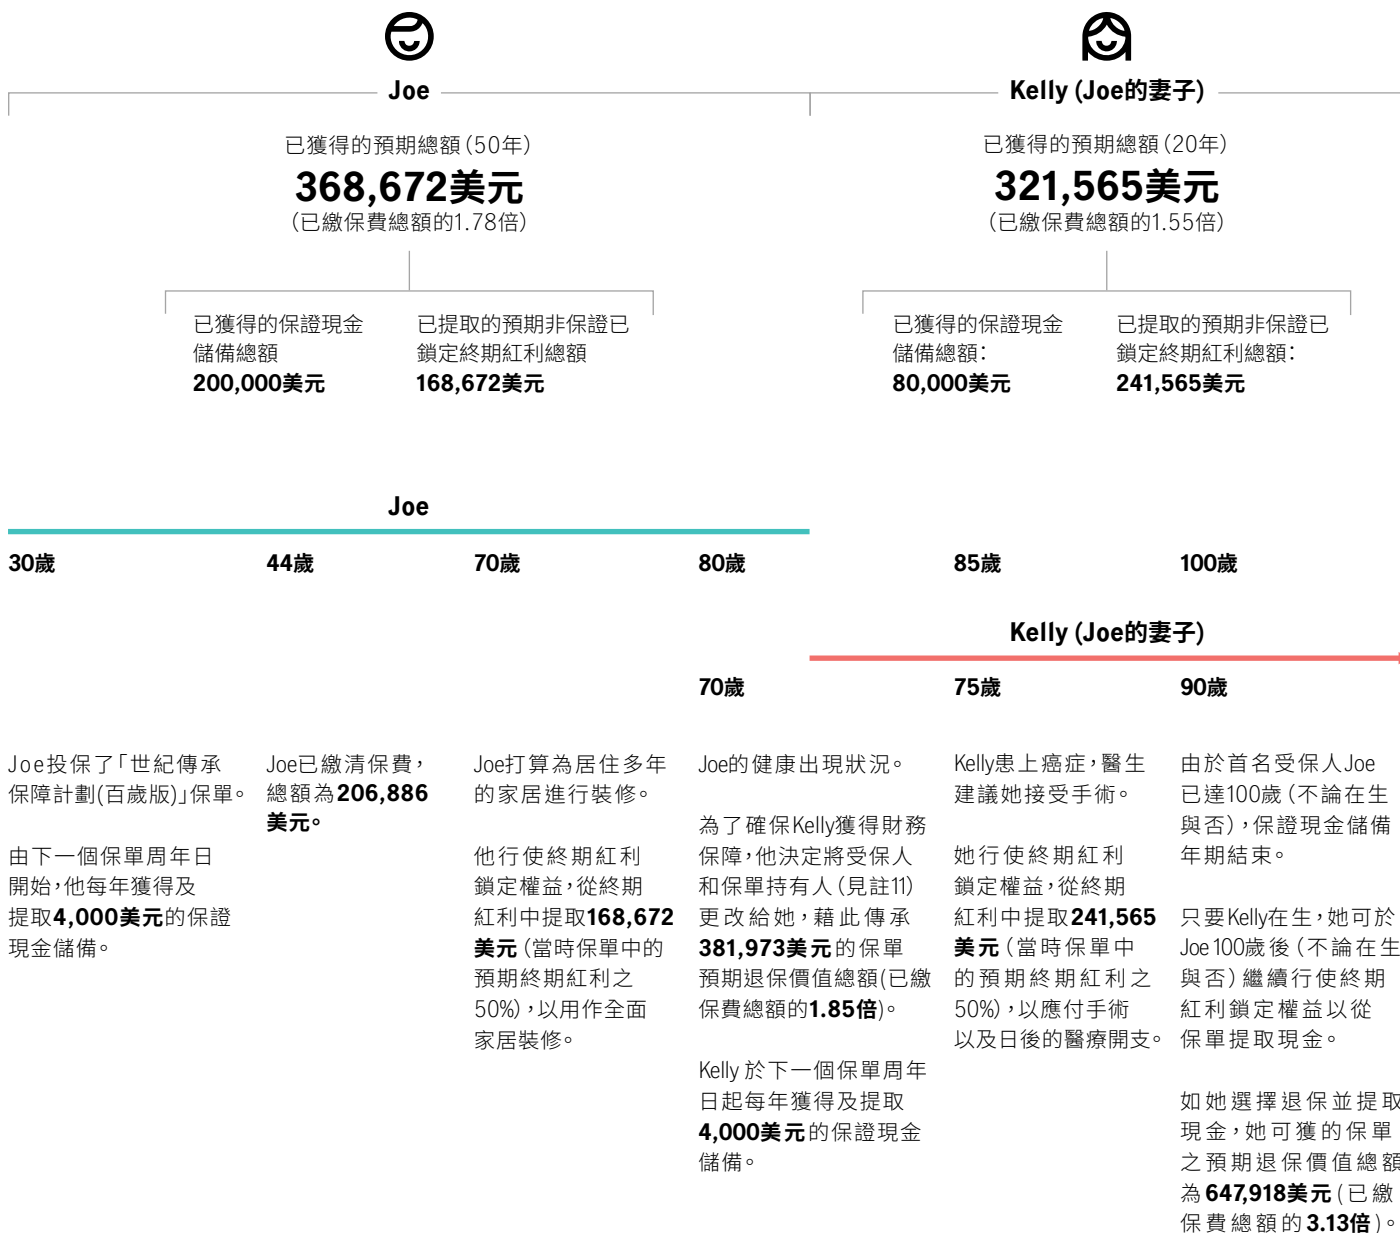 Joe
Kelly (Joe的妻子)
已獲得的預期總額(50年)
368,672美元
(已繳保費總額的1.78倍)
已獲得的預期總額(20年)
321,565美元
(已繳保費總額的1.55倍)
已獲得的保證現金
儲備總額
200,000美元
已提取的預期非保證已
鎖定終期紅利總額
168,672美元
已獲得的保證現金
儲備總額:
80,000美元
已提取的預期非保證已
鎖定終期紅利總額:
241,565美元
Joe
30歲
44歲
70歲
80歲
85歲
100歲
Kelly (Joe的妻子)
70歲
75歲
90歲
Joe投保了「世紀傳承
保障計劃(百歲版)」保單。
由下一個保單周年日
開始,他每年獲得及
提取4,000美元的保證
現金儲備。
Joe已繳清保費,
總額為206,886
美元。
Joe打算為居住多年
的家居進行裝修。
他行使終期紅利
鎖定權益,從終期
紅利中提取168,672
美元(當時保單中的
預期終期紅利之
50%),以用作全面
家居裝修。
Joe的健康出現狀況。
為了確保Kelly獲得財務
保障,他決定將受保人
和保單持有人(見註11)
更改給她,藉此傳承
381,973美元的保單
預期退保價值總額(已繳
保費總額的1.85倍)。
Kelly 於下一個保單周年
日起每年獲得及提取
4,000美元的保證現金
儲備。
Kelly患上癌症,醫生
建議她接受手術。
她行使終期紅利
鎖定權益,從終期
紅利中提取241,565
美元(當時保單中
的預期終期紅利之
50%),以應付手術
以及日後的醫療開支。
由於首名受保人Joe
已達100歲(不論在生
與否),保證現金儲備
年期結束。
只要Kelly在生,她可於
Joe 100歲後(不論在生
與否)繼續行使終期
紅利鎖定權益以從
保單提取現金。
如她選擇退保並提取
現金,她可獲的保單
之預期退保價值總額
為647,918美元(已繳
保費總額的3.13倍)。